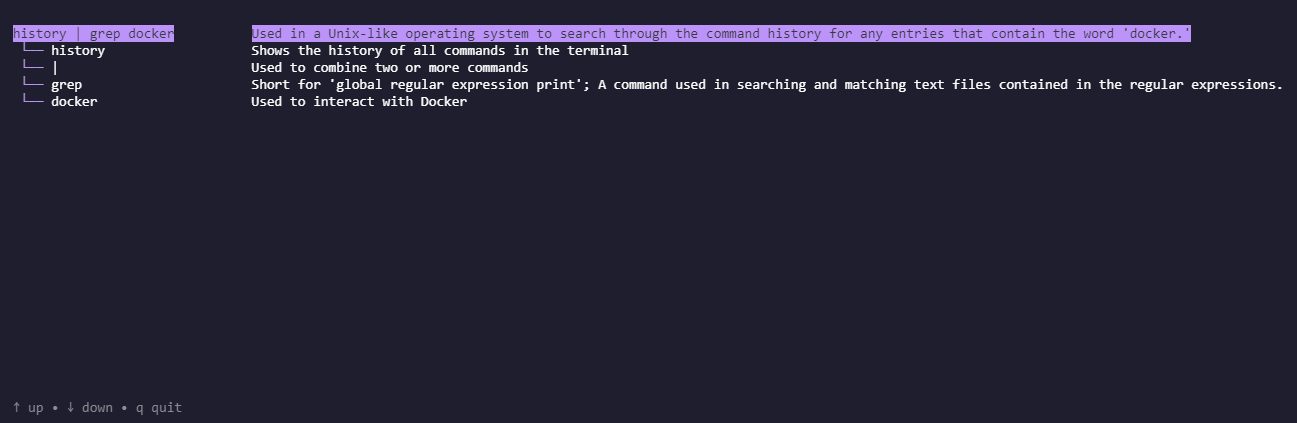 history | grep docker Used in a Unix-like operating system to search through the command history for any entries that contain the word 'docker.'
└── history Shows the history of all commands in the terminal
└── | Used to combine two or more commands
└── grep Short for 'global regular expression print'; A command used in searching and matching text files contained in the regular expressions.
└── docker Used to interact with Docker
↑ up • ↓ down • q quit